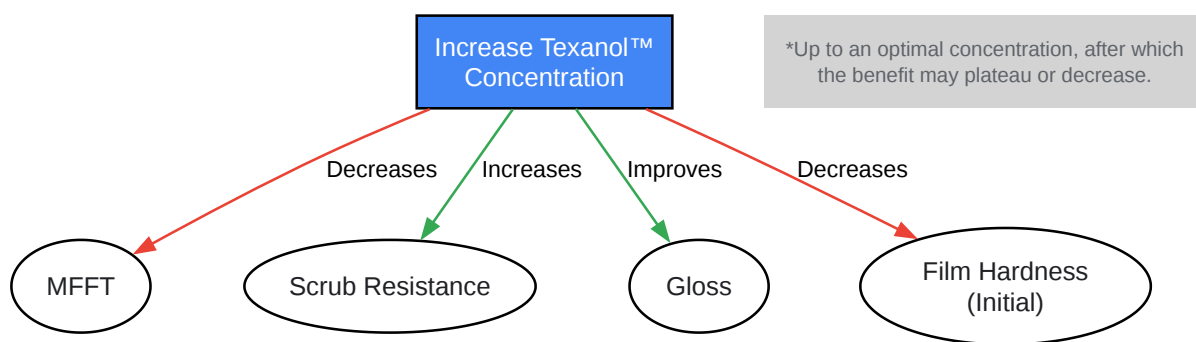 Increase Texanol™
Concentration
*Up to an optimal concentration, after which
the benefit may plateau or decrease.
Decreases
Increases
Improves
Decreases
MFFT
Scrub Resistance
Gloss
Film Hardness
(Initial)